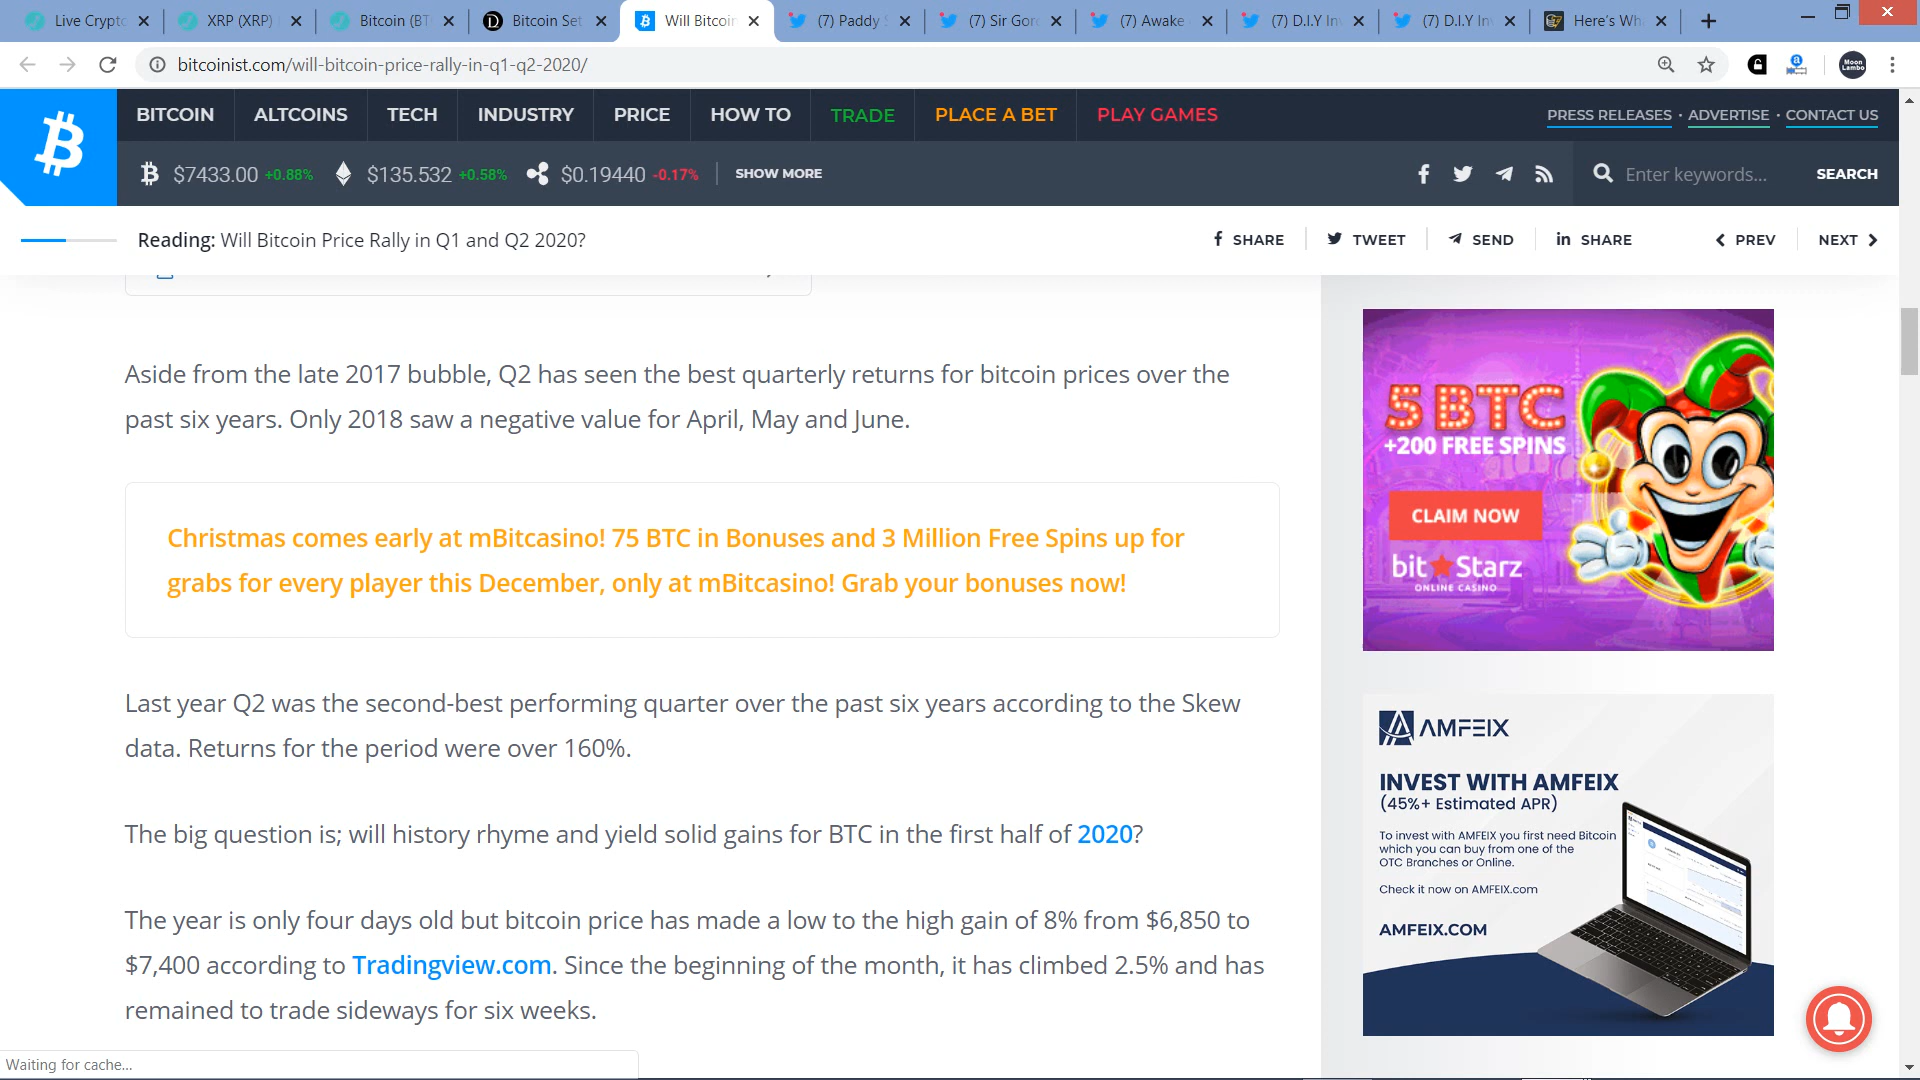 Live Crypto
XRP (XRP)
Bitcoin (BT
Bitcoin Set
Will Bitcoin
(7) Paddy S
(7) Sir Gord
(7) Awake
(7) D.I.Y Inv
(7) D.I.Y Inv
Here's Wh
bitcoinist.com/will-bitcoin-price-rally-in-q1-q2-2020/
Moon Lambo
BITCOIN
ALTCOINS
TECH
INDUSTRY
PRICE
HOW TO
TRADE
PLACE A BET
PLAY GAMES
PRESS RELEASES · ADVERTISE · CONTACT US
$7433.00 +0.88%
$135.532 +0.58%
$0.19440 -0.17%
SHOW MORE
Enter keywords...
SEARCH
Reading: Will Bitcoin Price Rally in Q1 and Q2 2020?
SHARE
TWEET
SEND
SHARE
PREV
NEXT
Aside from the late 2017 bubble, Q2 has seen the best quarterly returns for bitcoin prices over the
past six years. Only 2018 saw a negative value for April, May and June.
Christmas comes early at mBitcasino! 75 BTC in Bonuses and 3 Million Free Spins up for
grabs for every player this December, only at mBitcasino! Grab your bonuses now!
Last year Q2 was the second-best performing quarter over the past six years according to the Skew
data. Returns for the period were over 160%.
The big question is; will history rhyme and yield solid gains for BTC in the first half of 2020?
The year is only four days old but bitcoin price has made a low to the high gain of 8% from $6,850 to
$7,400 according to Tradingview.com. Since the beginning of the month, it has climbed 2.5% and has
remained to trade sideways for six weeks.
5 BTC
+200 FREE SPINS
CLAIM NOW
bitStarz
ONLINE CASINO
AMFEIX
INVEST WITH AMFEIX
(45%+ Estimated APR)
To invest with AMFEIX you first need Bitcoin
which you can buy from one of the
OTC Branches or Online.
Check it now on AMFEIX.com
AMFEIX.COM
Waiting for cache...